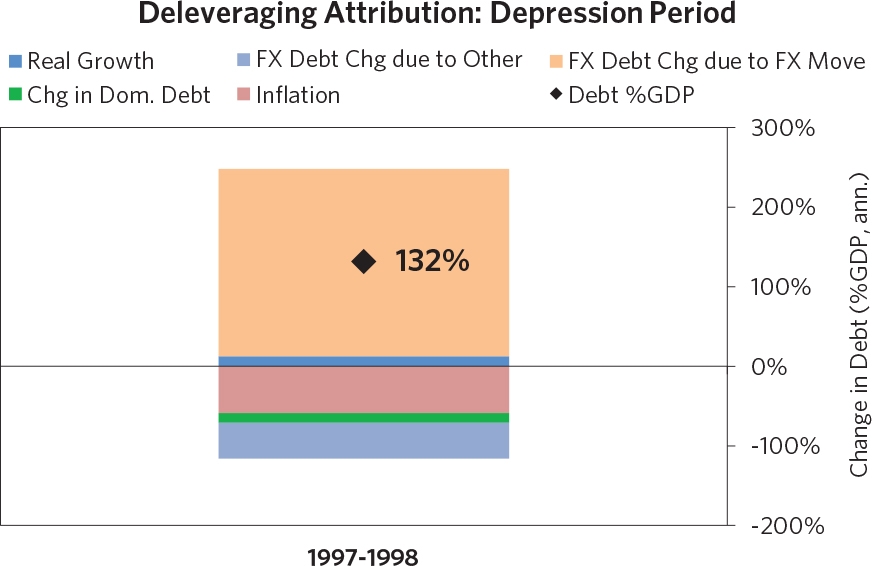 Deleveraging Attribution: Depression Period
Real Growth FX Debt Chg due to Other FX Debt Chg due to FX Move
Chg in Dom. Debt Inflation Debt %GDP
300%
200%
132%
100%
0%
-100%
-200%
Change in Debt (%GDP, ann.)
1997-1998